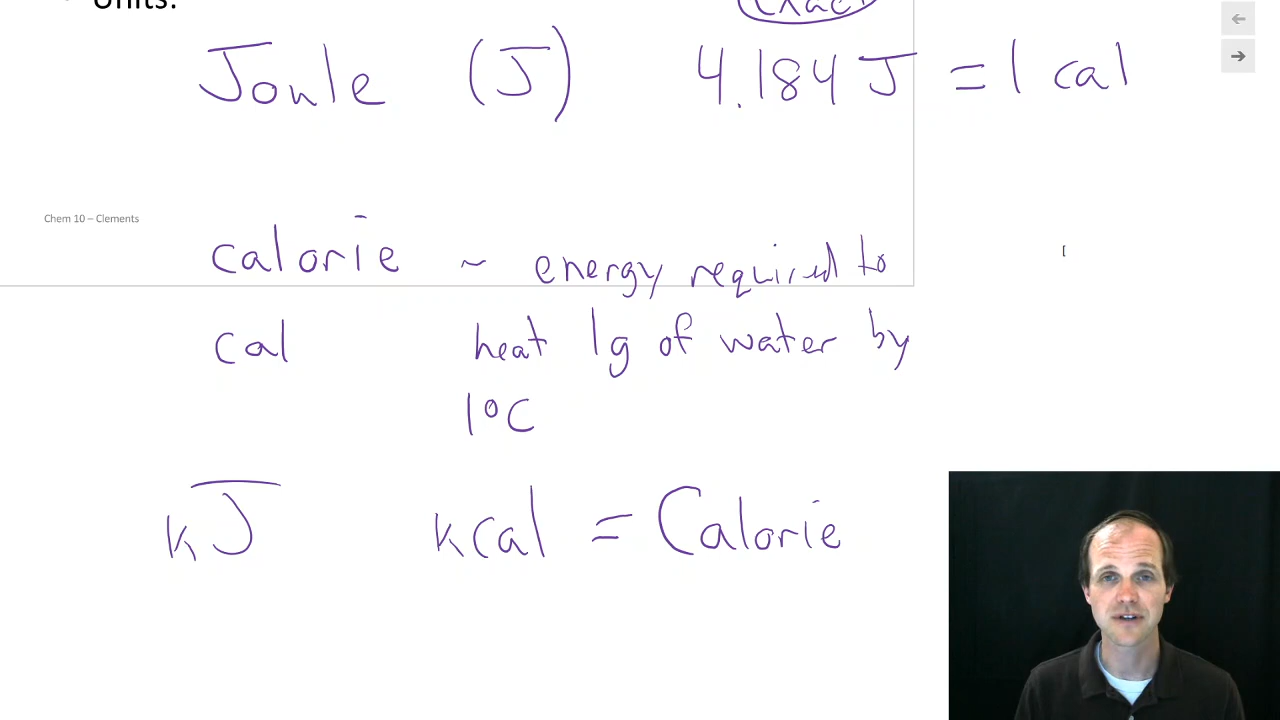 Units:
exact
Joule (J) 4.184 J = 1 cal
Chem 10 – Clements
calorie ~ energy required to
cal heat 1g of water by
1°C
kJ kcal = Calorie